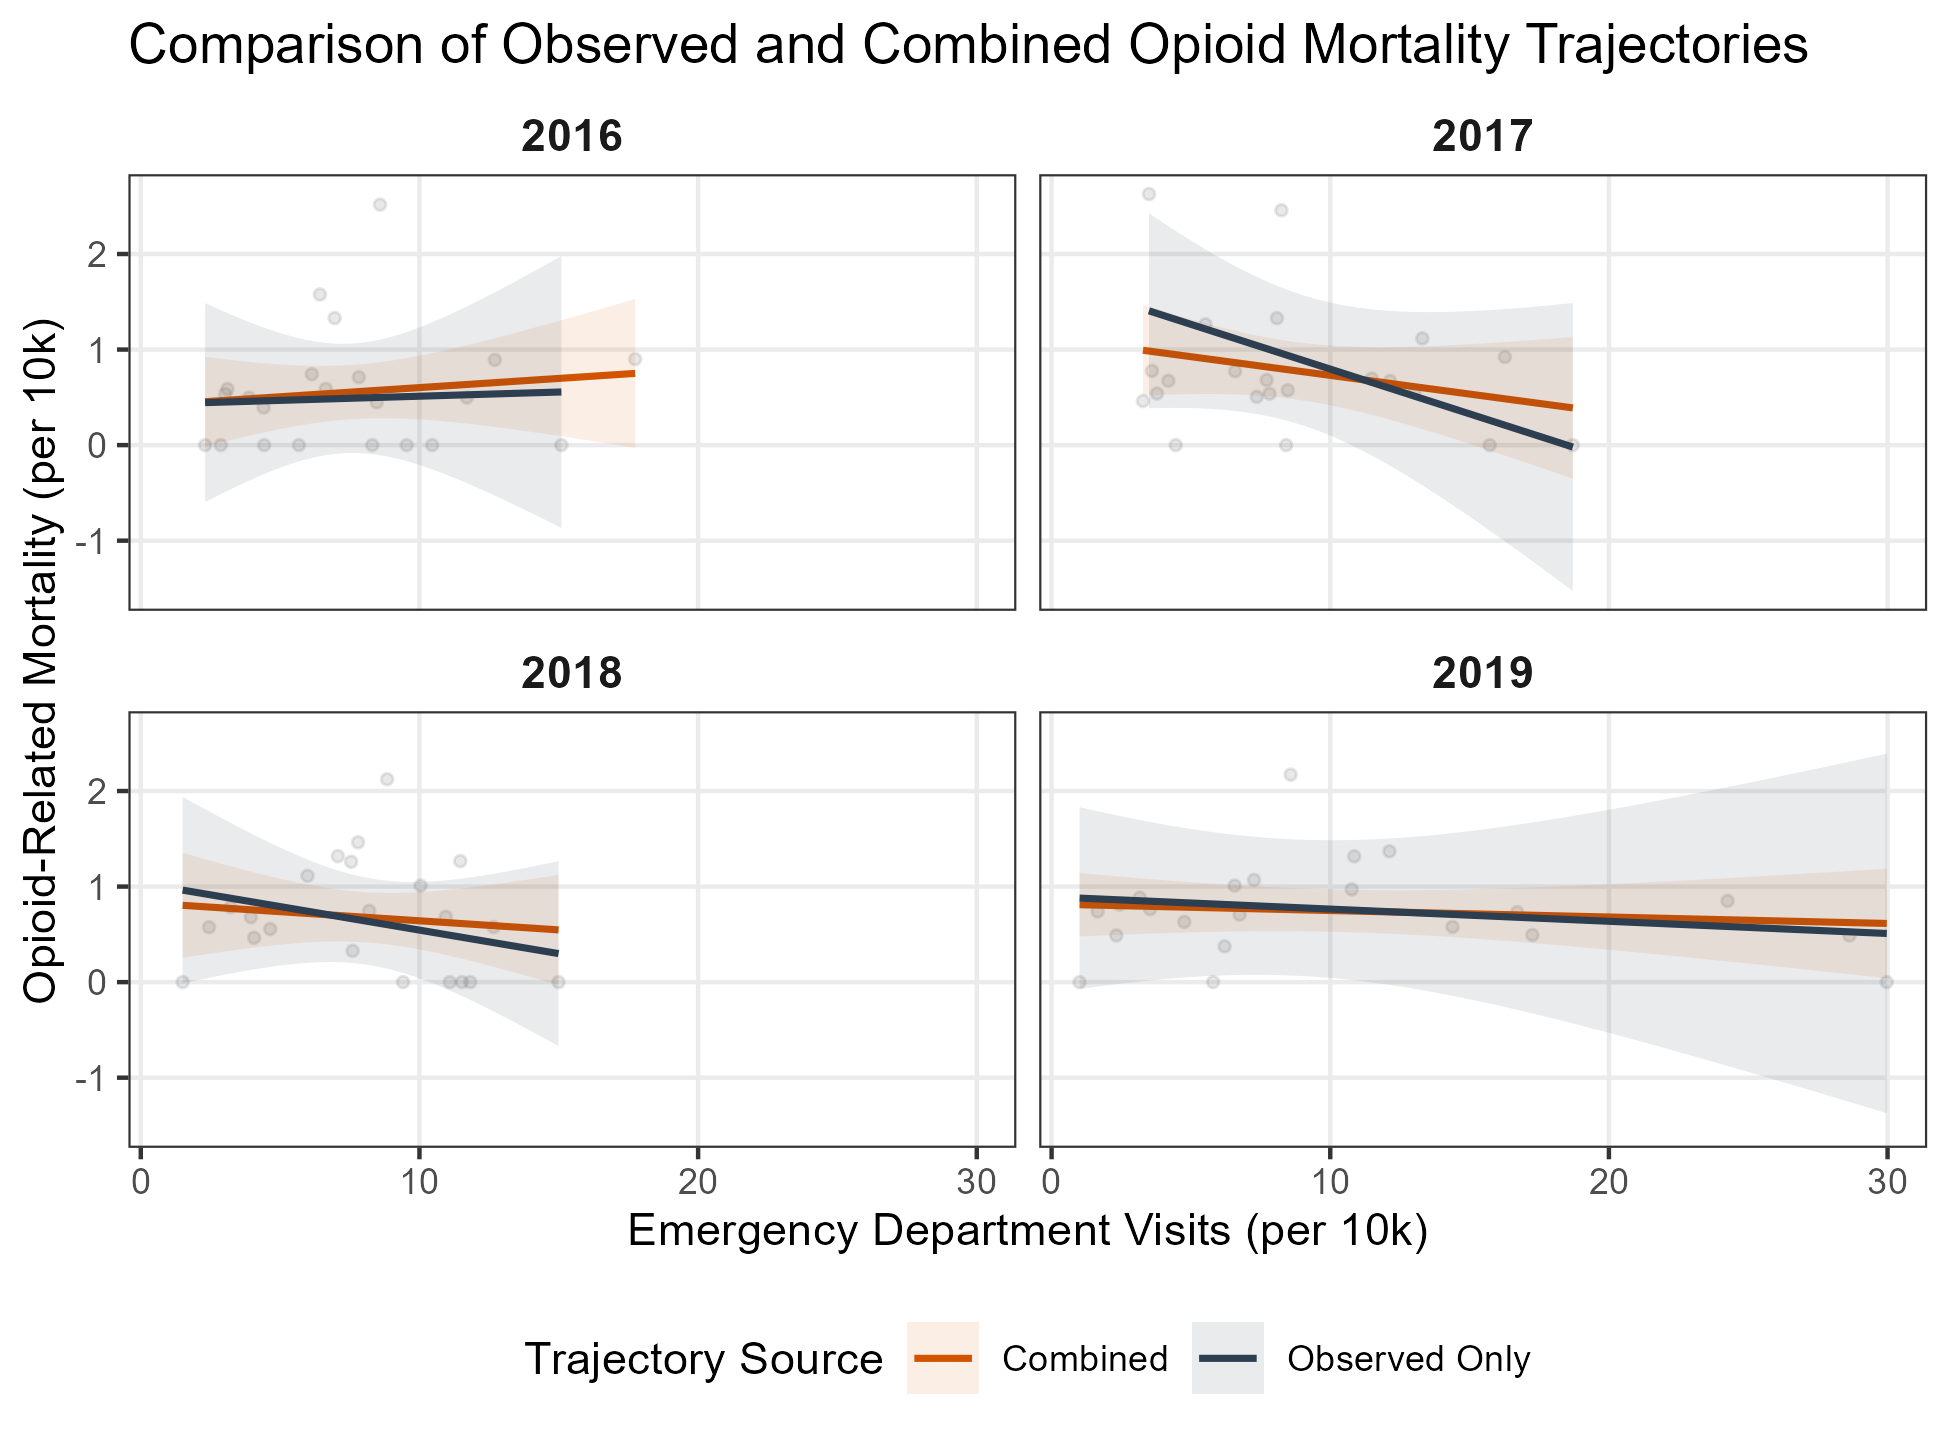 Comparison of Observed and Combined Opioid Mortality Trajectories
2016
2017
2
1
0
-1
2018
2019
2
1
0
-1
0 10 20 30
0 10 20 30
Opioid-Related Mortality (per 10k)
Emergency Department Visits (per 10k)
Trajectory Source Combined Observed Only